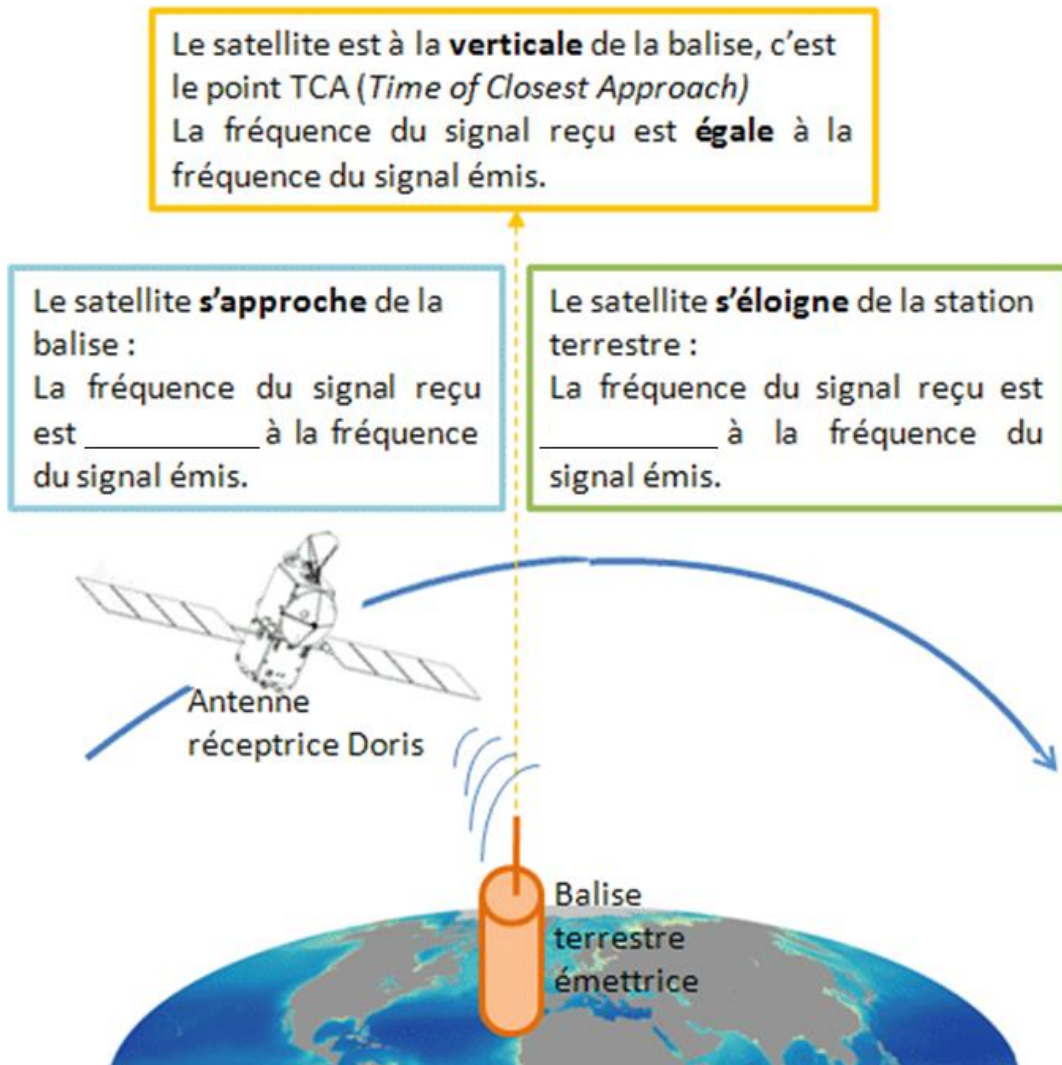 Le satellite est à la verticale de la balise, c’est
le point TCA (Time of Closest Approach)
La fréquence du signal reçu est égale à la
fréquence du signal émis.
Le satellite s’approche de la
balise :
La fréquence du signal reçu
est __________ à la fréquence
du signal émis.
Le satellite s’éloigne de la station
terrestre :
La fréquence du signal reçu est
__________ à la fréquence du
signal émis.
Antenne
réceptrice Doris
Balise
terrestre
émettrice